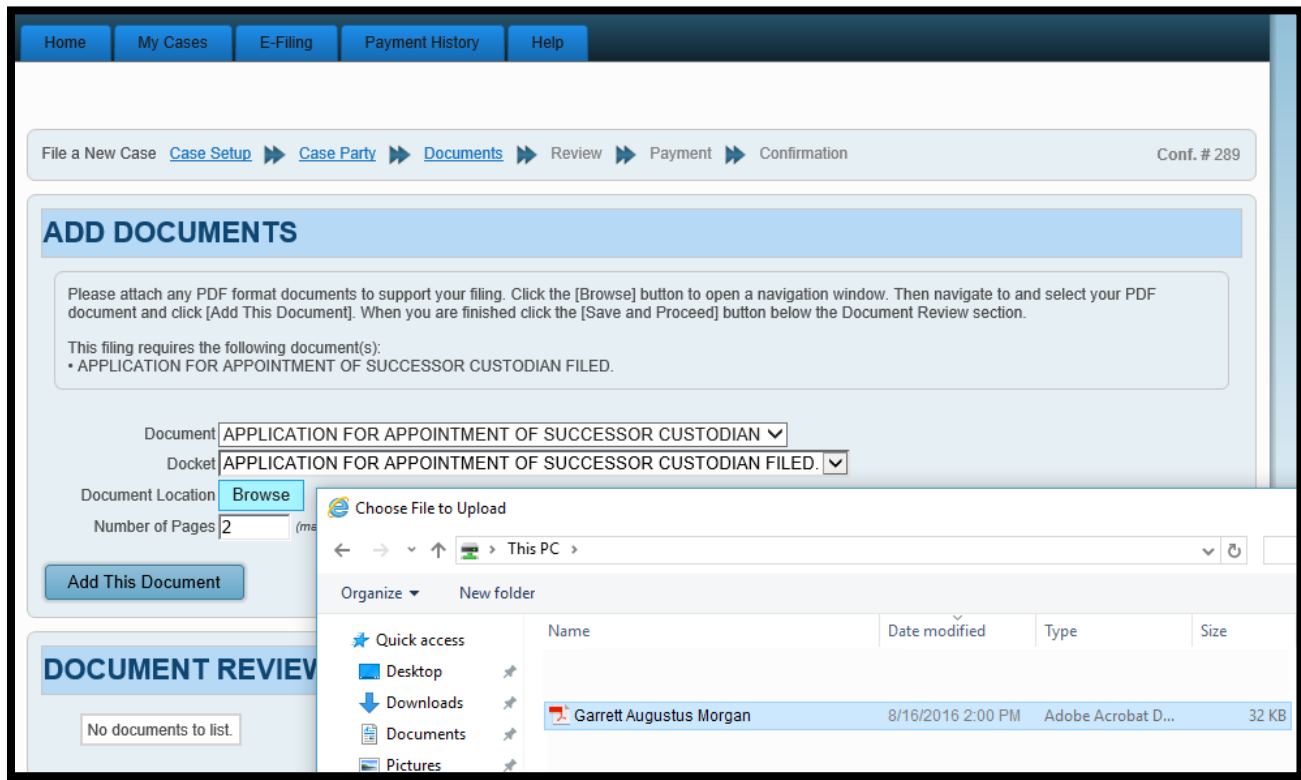 Home My Cases E-Filing Payment History Help
File a New Case Case Setup Case Party Documents Review Payment Confirmation Conf. # 289
ADD DOCUMENTS
Please attach any PDF format documents to support your filing. Click the [Browse] button to open a navigation window. Then navigate to and select your PDF
document and click [Add This Document]. When you are finished click the [Save and Proceed] button below the Document Review section.
This filing requires the following document(s):
• APPLICATION FOR APPOINTMENT OF SUCCESSOR CUSTODIAN FILED.
Document APPLICATION FOR APPOINTMENT OF SUCCESSOR CUSTODIAN
Docket APPLICATION FOR APPOINTMENT OF SUCCESSOR CUSTODIAN FILED.
Document Location Browse
Number of Pages 2
Add This Document
DOCUMENT REVIEW
No documents to list.
Choose File to Upload
This PC
Organize New folder
Quick access
Desktop
Downloads
Documents
Pictures
Name Date modified Type Size
Garrett Augustus Morgan 8/16/2016 2:00 PM Adobe Acrobat D... 32 KB